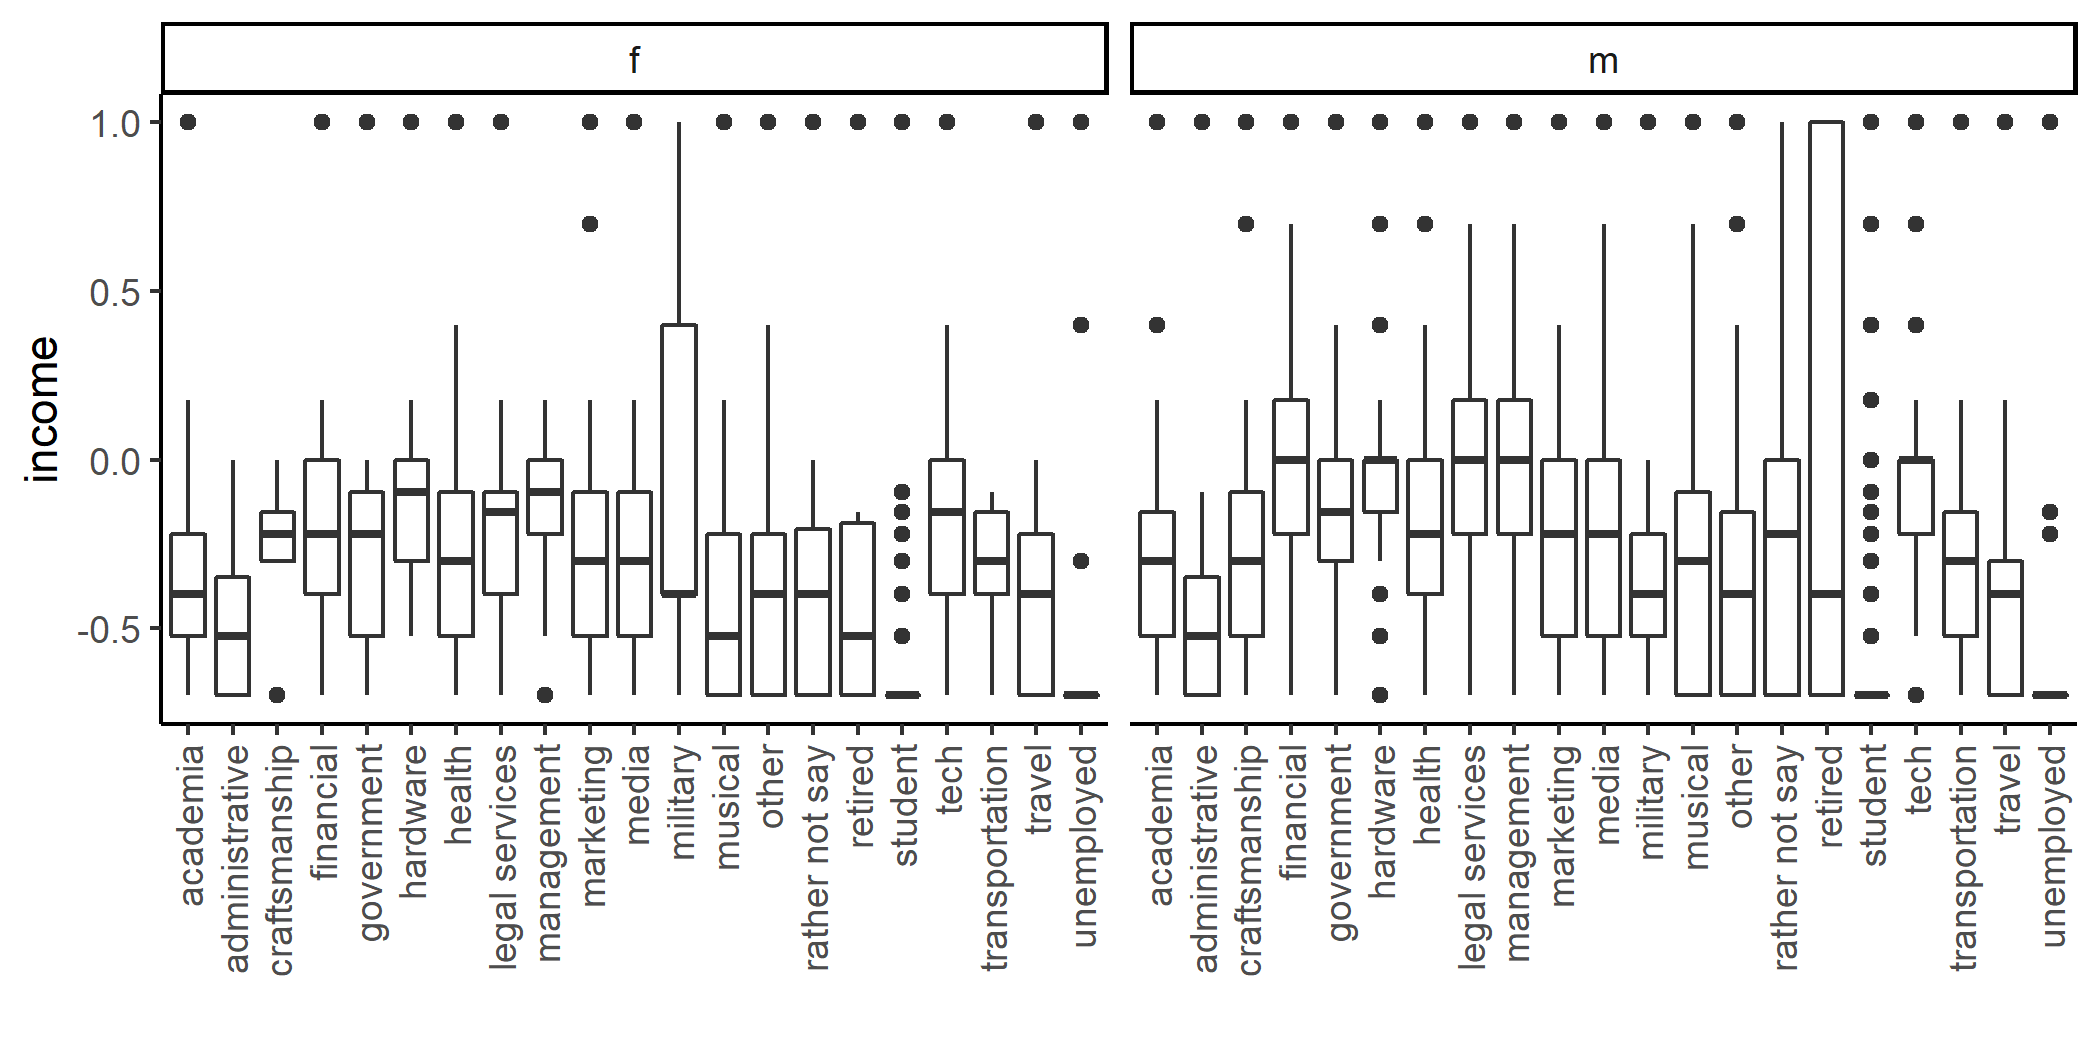 f
m
1.0
0.5
0.0
-0.5
income
academia
administrative
craftsmanship
financial
government
hardware
health
legal services
management
marketing
media
military
musical
other
rather not say
retired
student
tech
transportation
travel
unemployed
academia
administrative
craftsmanship
financial
government
hardware
health
legal services
management
marketing
media
military
musical
other
rather not say
retired
student
tech
transportation
travel
unemployed